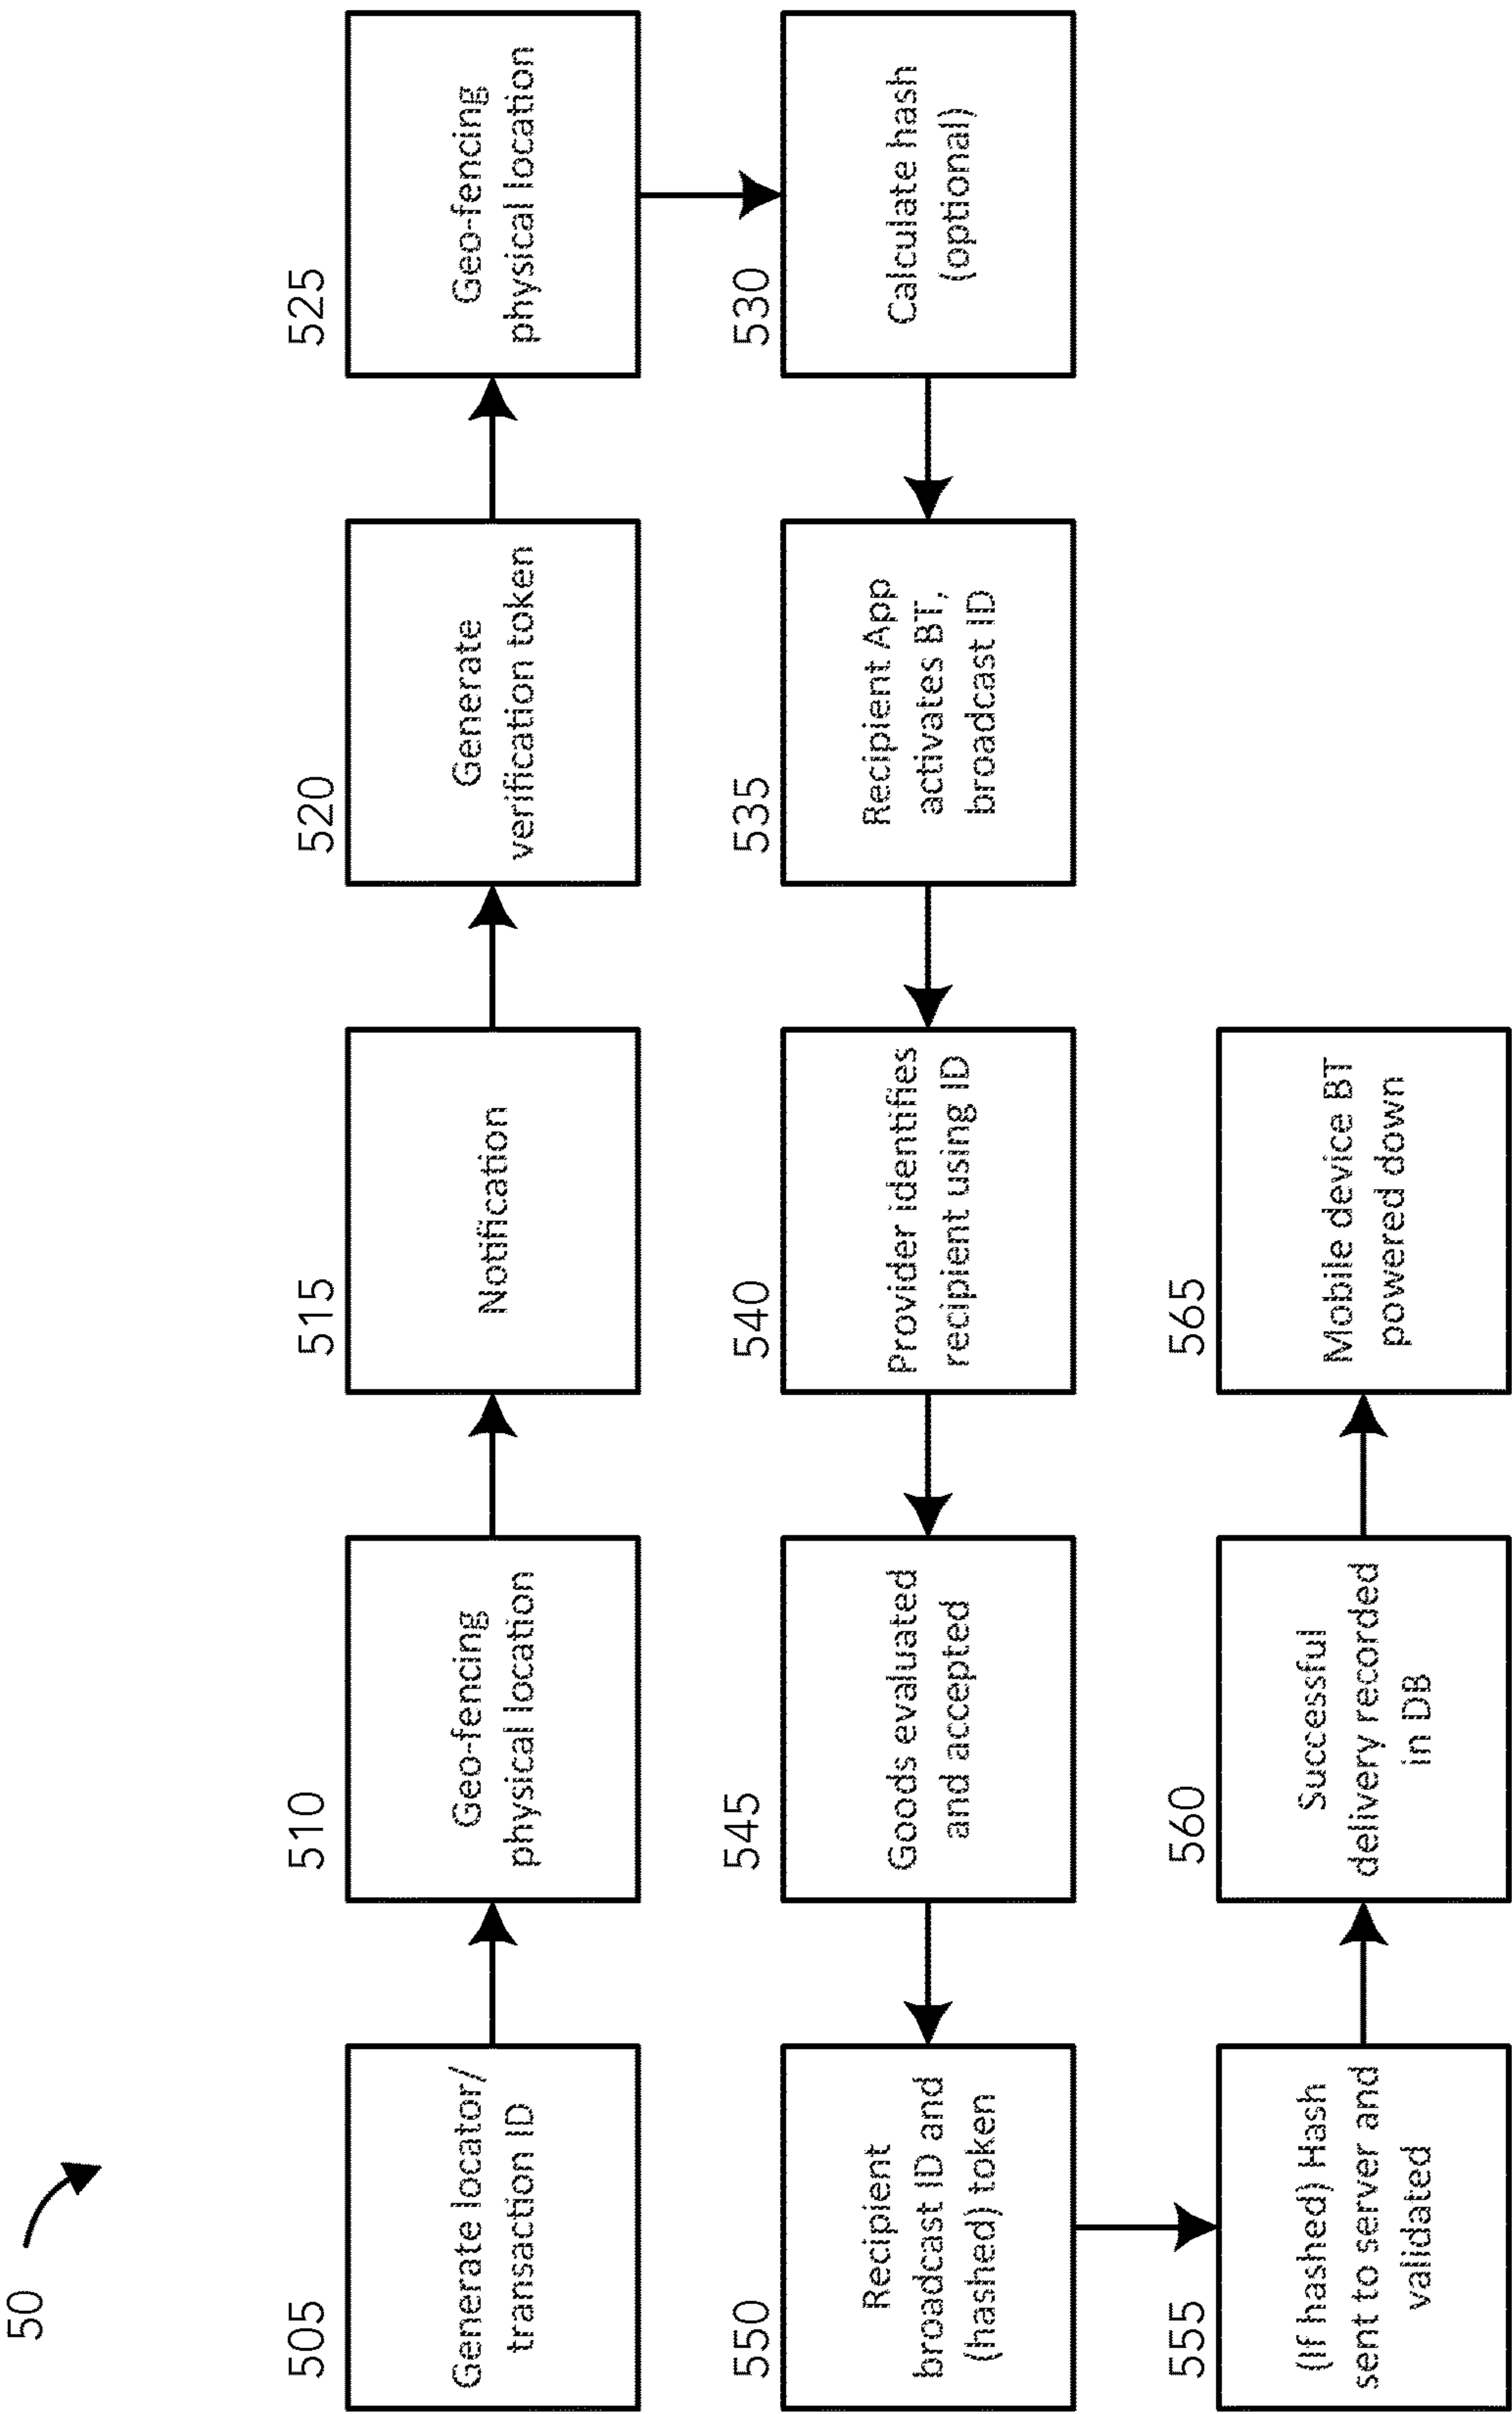 50
505
Generate locator/
transaction ID
510
Geo-fencing
physical location
515
Notification
520
Generate
verification token
525
Geo-fencing
physical location
530
Calculate hash
(optional)
535
Recipient App
activates BT,
broadcast ID
540
Provider identifies
recipient using ID
545
Goods evaluated
and accepted
550
Recipient
broadcast ID and
(hashed) token
555
(If hashed) Hash
sent to server and
validated
560
Successful
delivery recorded
in DB
565
Mobile device BT
powered down